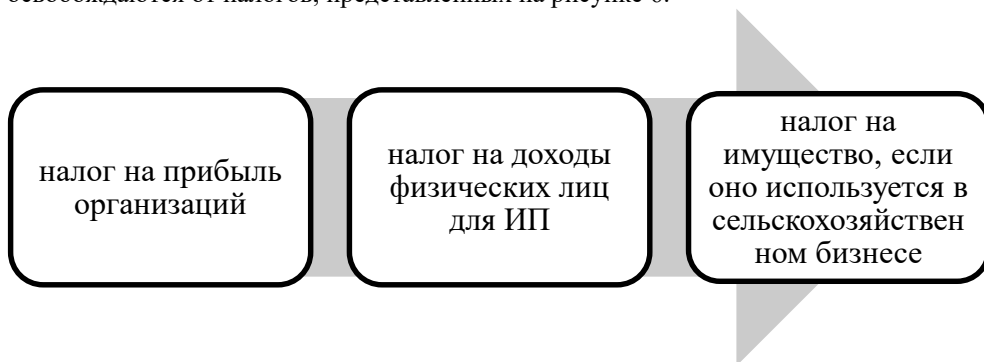 освобождаются от налогов, представленных на рисунке 6.
налог на прибыль
организаций
налог на доходы
физических лиц
для ИП
налог на
имущество, если
оно используется в
сельскохозяйствен
ном бизнесе